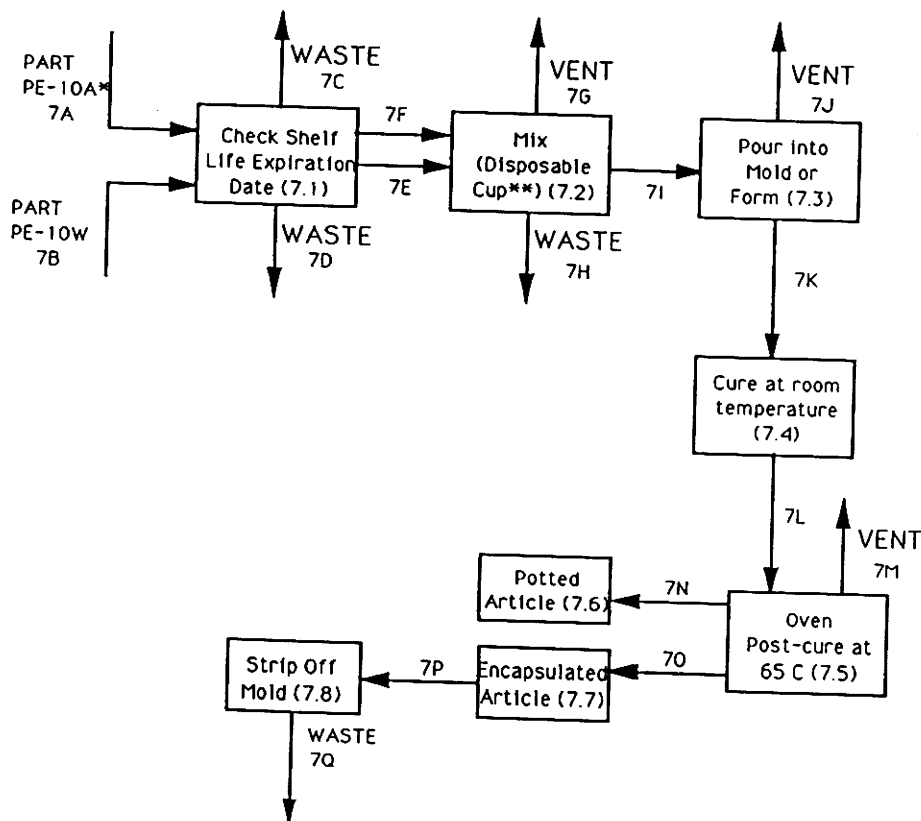 PART
PE-10A*
7A
WASTE
7C
VENT
7G
VENT
7J
Check Shelf
Life Expiration
Date (7.1)
7F
7E
Mix
(Disposable
Cup**) (7.2)
7I
Pour into
Mold or
Form (7.3)
PART
PE-10W
7B
WASTE
7D
WASTE
7H
7K
Cure at room
temperature
(7.4)
7L
VENT
7M
Potted
Article (7.6)
7N
Oven
Post-cure at
65 C (7.5)
Strip Off
Mold (7.8)
7P
Encapsulated
Article (7.7)
7O
WASTE
7Q